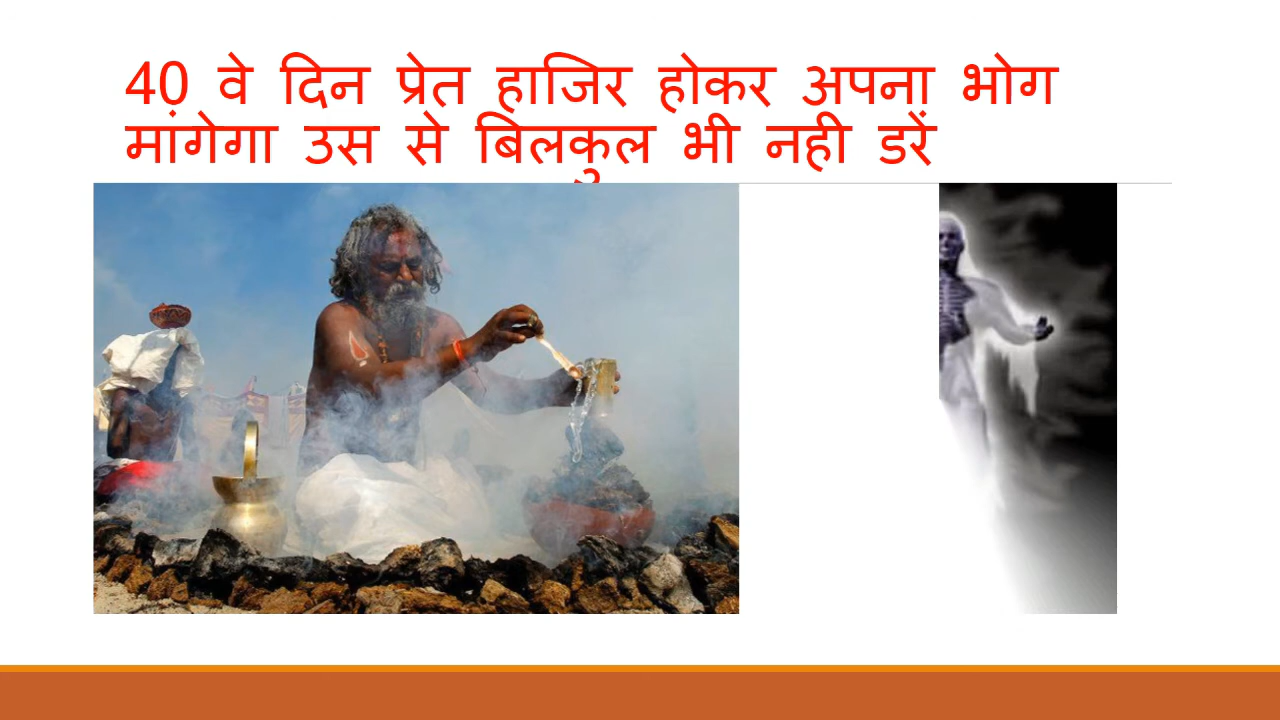 40 वे दिन प्रेत हाजिर होकर अपना भोग
मांगेगा उस से बिलकुल भी नही डरें